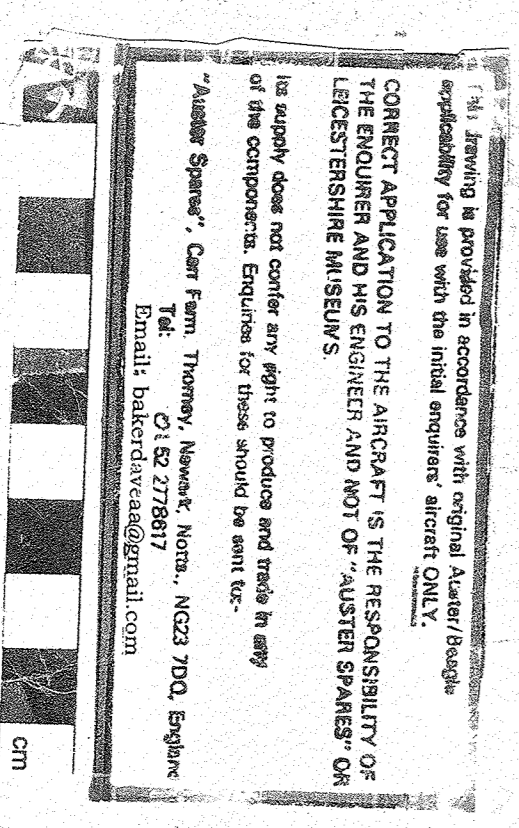 This drawing is provided in accordance with original Auster/Beagle
applicability for use with the initial enquirers' aircraft ONLY.
CORRECT APPLICATION TO THE AIRCRAFT IS THE RESPONSIBILITY OF
THE ENQUIRER AND HIS ENGINEER AND NOT OF "AUSTER SPARES" OR
LEICESTERSHIRE MUSEUMS
Its supply does not confer any right to produce and trade in any
of the components. Enquiries for these should be sent to:-
"Auster Spares", Carr Farm, Thorney, Newark, Notts., NG23 7DQ, England
Tel: 0152 2778617
Email: bakerdaveaa@gmail.com
cm